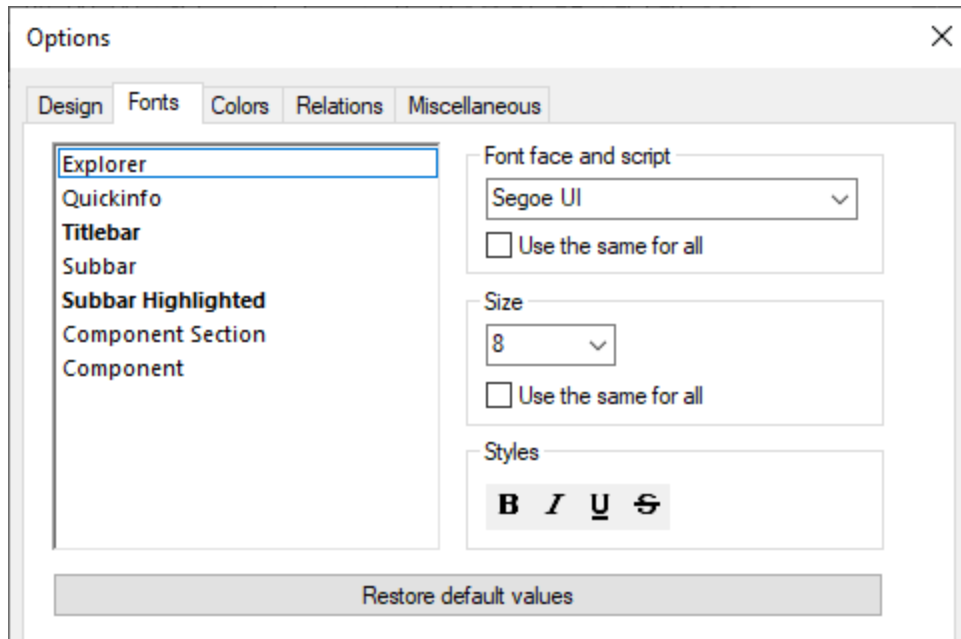 Options
Design Fonts Colors Relations Miscellaneous
Explorer
Quickinfo
Titlebar
Subbar
Subbar Highlighted
Component Section
Component
Font face and script
Segoe UI
Use the same for all
Size
8
Use the same for all
Styles
B I U S
Restore default values